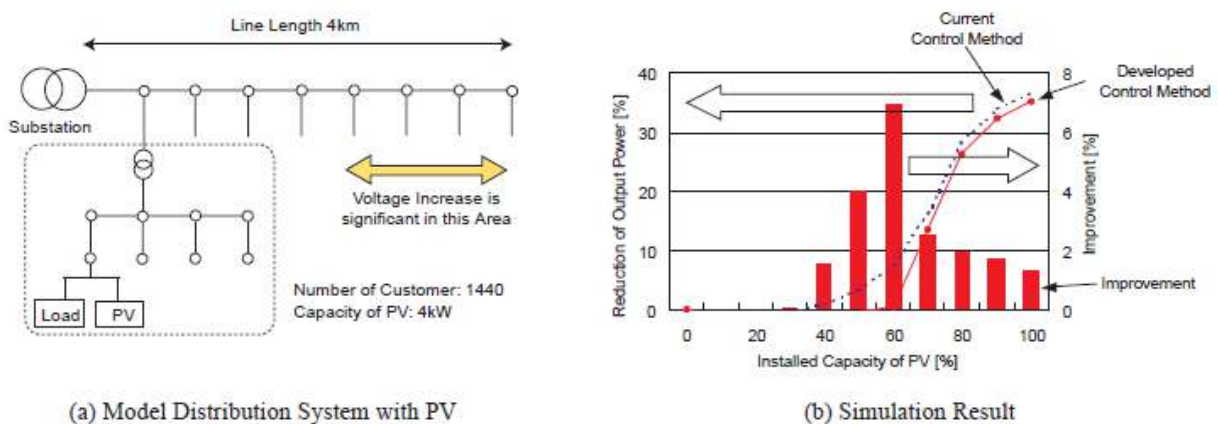 Line Length 4km
Substation
Voltage Increase is
significant in this Area
Number of Customer: 1440
Capacity of PV: 4kW
Load
PV
(a) Model Distribution System with PV
Current
Control Method
Developed
Control Method
Improvement
Reduction of Output Power [%]
40
30
20
10
0
Improvement [%]
8
6
4
2
0
0 20 40 60 80 100
Installed Capacity of PV [%]
(b) Simulation Result